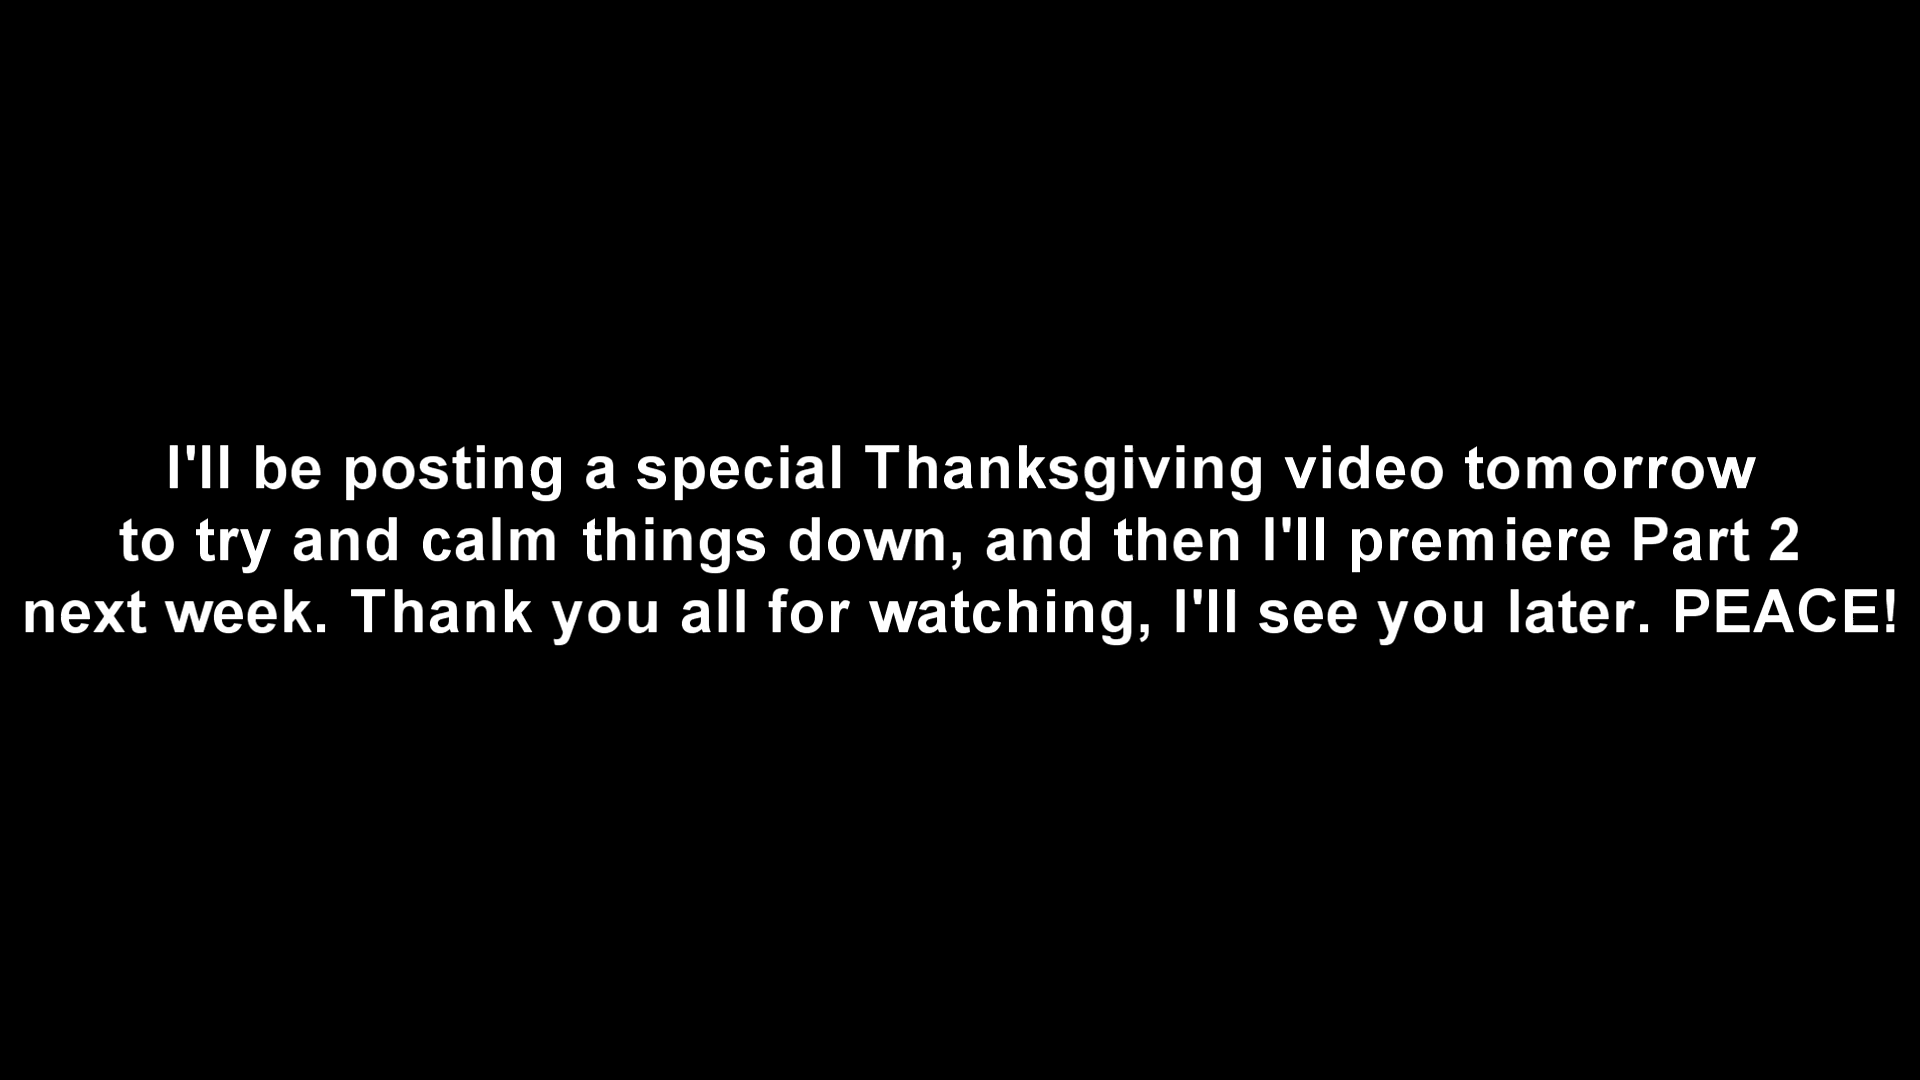 I'll be posting a special Thanksgiving video tomorrow
to try and calm things down, and then I'll premiere Part 2
next week. Thank you all for watching, I'll see you later. PEACE!